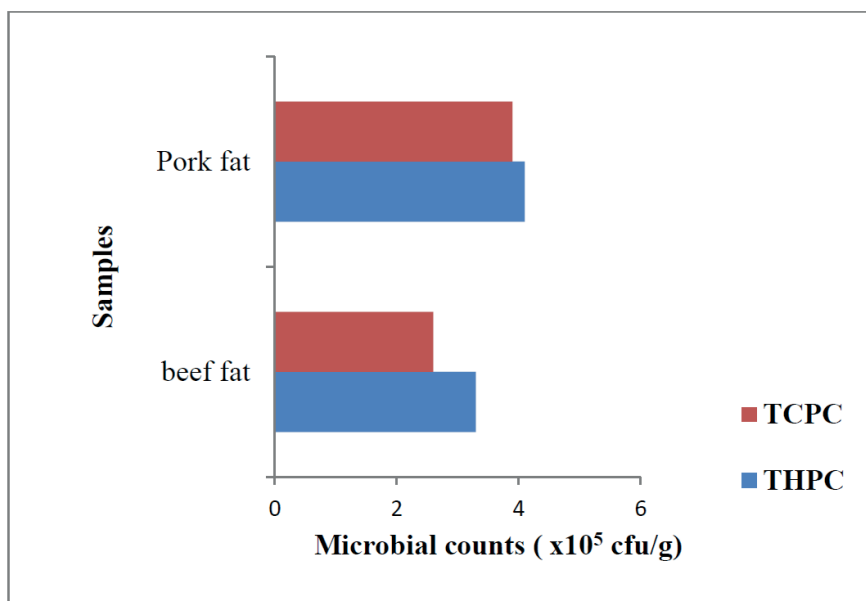 Samples
Pork fat
beef fat
0 2 4 6
Microbial counts ( x10⁵ cfu/g)
TCPC
THPC